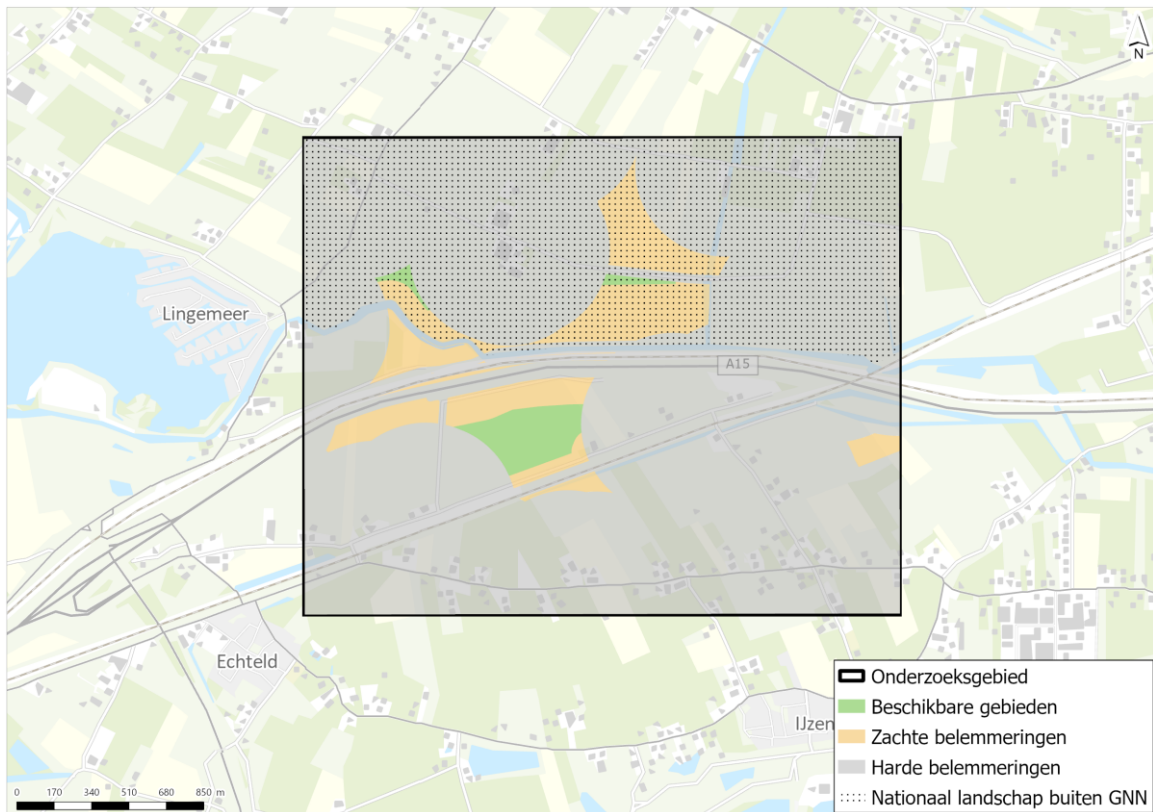 N
Lingemeer
A15
Echteld
IJzen
Onderzoeksgebied
Beschikbare gebieden
Zachte belemmeringen
Harde belemmeringen
Nationaal landschap buiten GNN
0 170 340 510 680 850 m